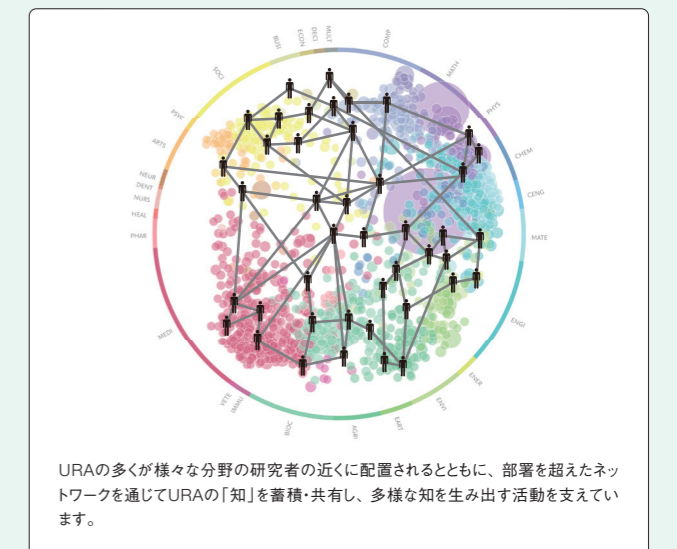 MULT
DECI
ECON
BUSI
SOCI
PSYC
ARTS
NEUR
DENT
NURS
HEAL
PHAR
MEDI
VETE
IMMU
BIOC
AGRI
EART
ENVI
ENER
ENGI
MATE
CENG
CHEM
PHYS
MATH
COMP
URAの多くが様々な分野の研究者の近くに配置されるとともに、部署を超えたネッ
トワークを通じてURAの「知」を蓄積・共有し、多様な知を生み出す活動を支えてい
ます。